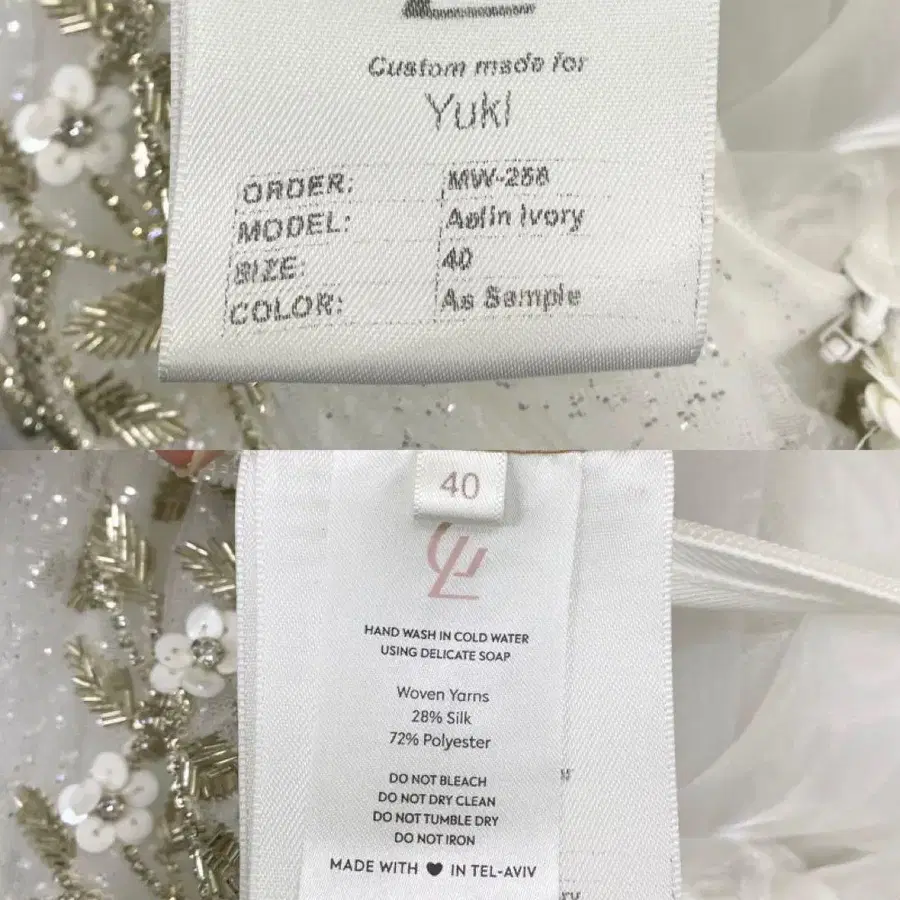 Custom made for
Yuki
ORDER: MW-258
MODEL: Aelin Ivory
SIZE: 40
COLOR: As Sample
40
HAND WASH IN COLD WATER
USING DELICATE SOAP
Woven Yarns
28% Silk
72% Polyester
DO NOT BLEACH
DO NOT DRY CLEAN
DO NOT TUMBLE DRY
DO NOT IRON
MADE WITH ♥ IN TEL-AVIV